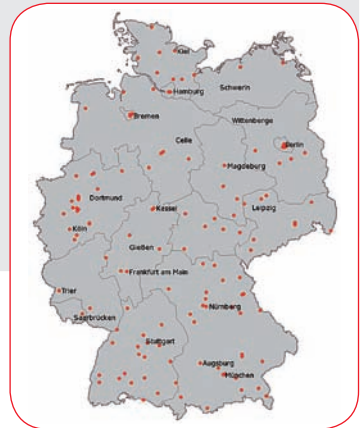 Kiel
Hamburg
Schwerin
Bremen
Wittenberge
Celle
Berlin
Magdeburg
Dortmund
Kassel
Leipzig
Köln
Gießen
Frankfurt am Main
Trier
Saarbrücken
Nürnberg
Stuttgart
Augsburg
München